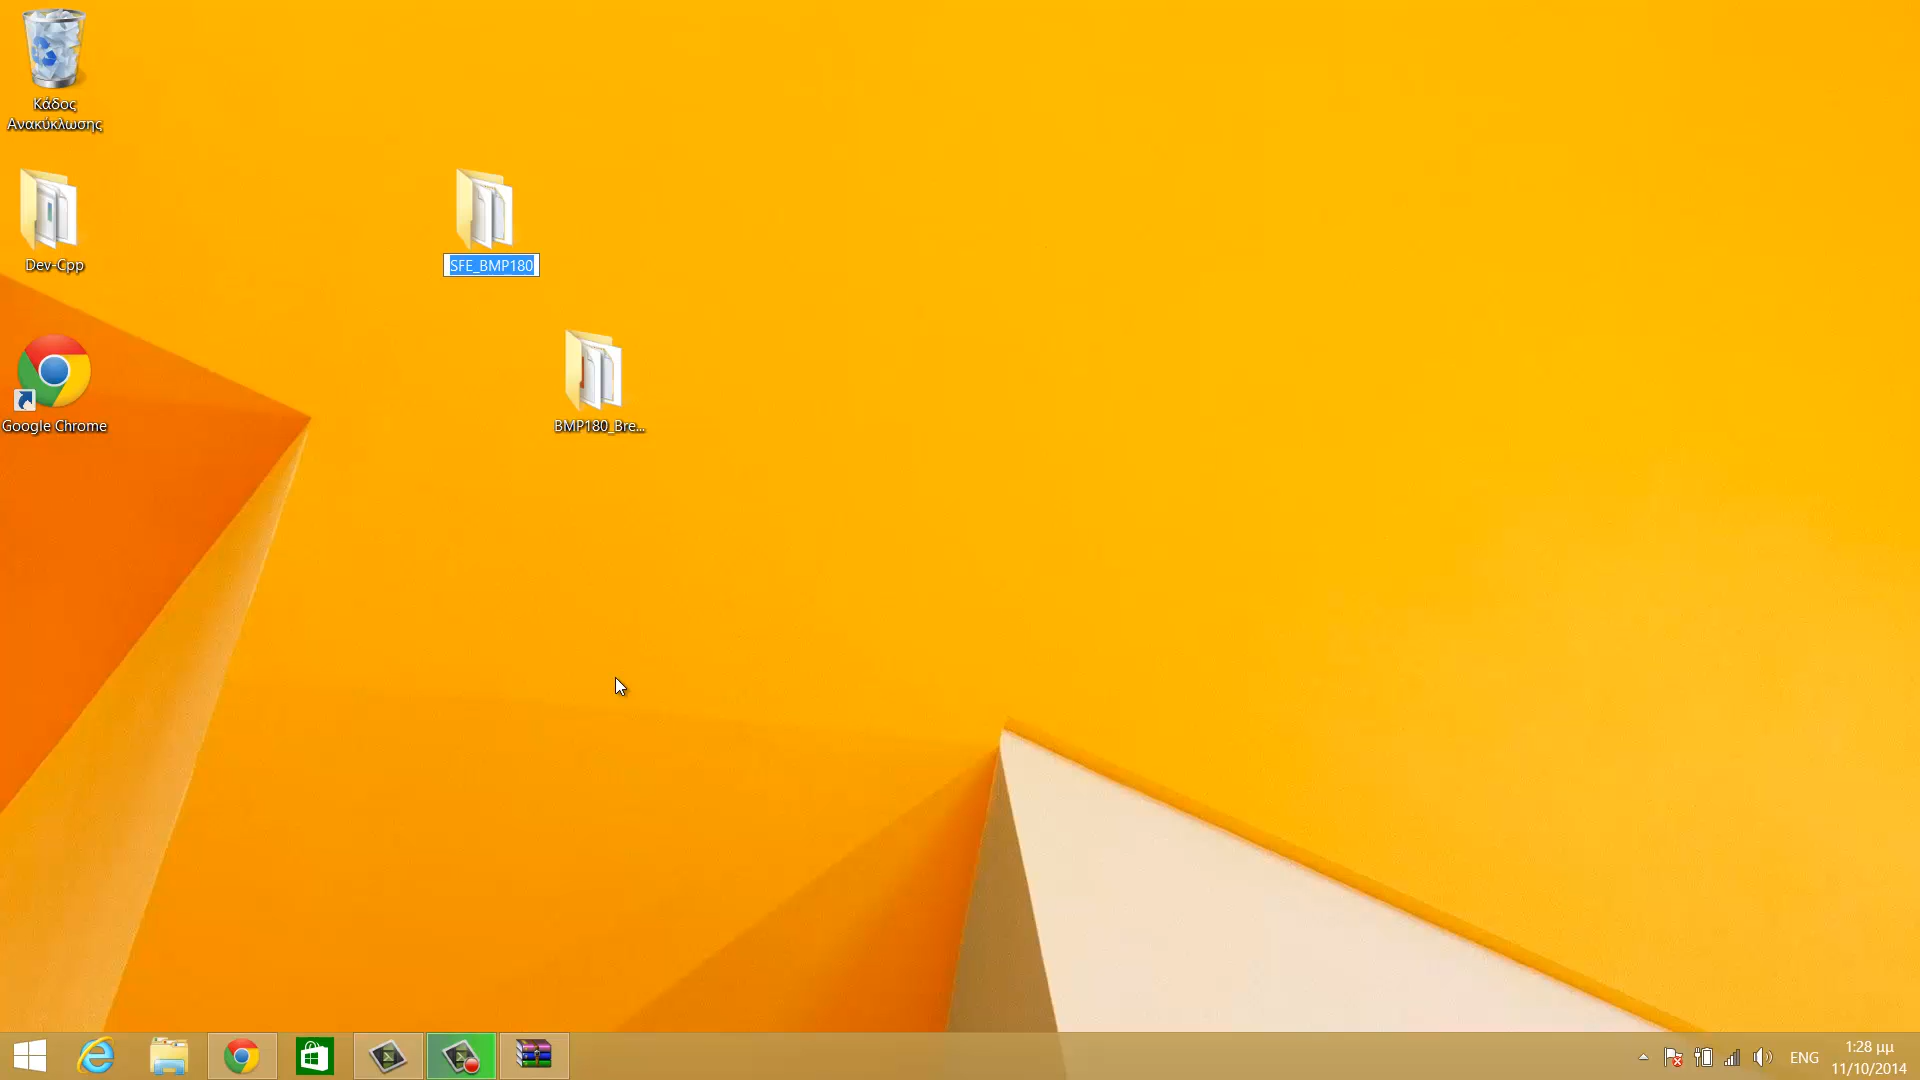 Κάδος
Ανακύκλωσης
Dev-Cpp
SFE_BMP180
Google Chrome
BMP180_Bre...
ENG
1:28 μμ
11/10/2014